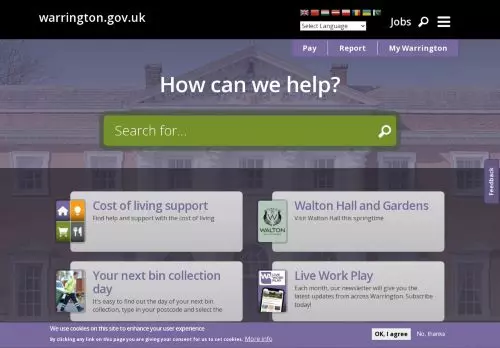 warrington.gov.uk
Select Language
Jobs
Pay
Report
My Warrington
How can we help?
Search for...
Feedback
Cost of living support
Find help and support with the cost of living
WALTON
Walton Hall and Gardens
Visit Walton Hall this springtime
Your next bin collection
day
It's easy to find out the day of your next bin
collection, type in your postcode and select the
LIVE
WORK
PLAY
Live Work Play
Each month, our newsletter will give you the
latest updates from across Warrington. Subscribe
today!
We use cookies on this site to enhance your user experience
By clicking any link on this page you are giving your consent for us to set cookies. More info
OK, I agree
No, thanks